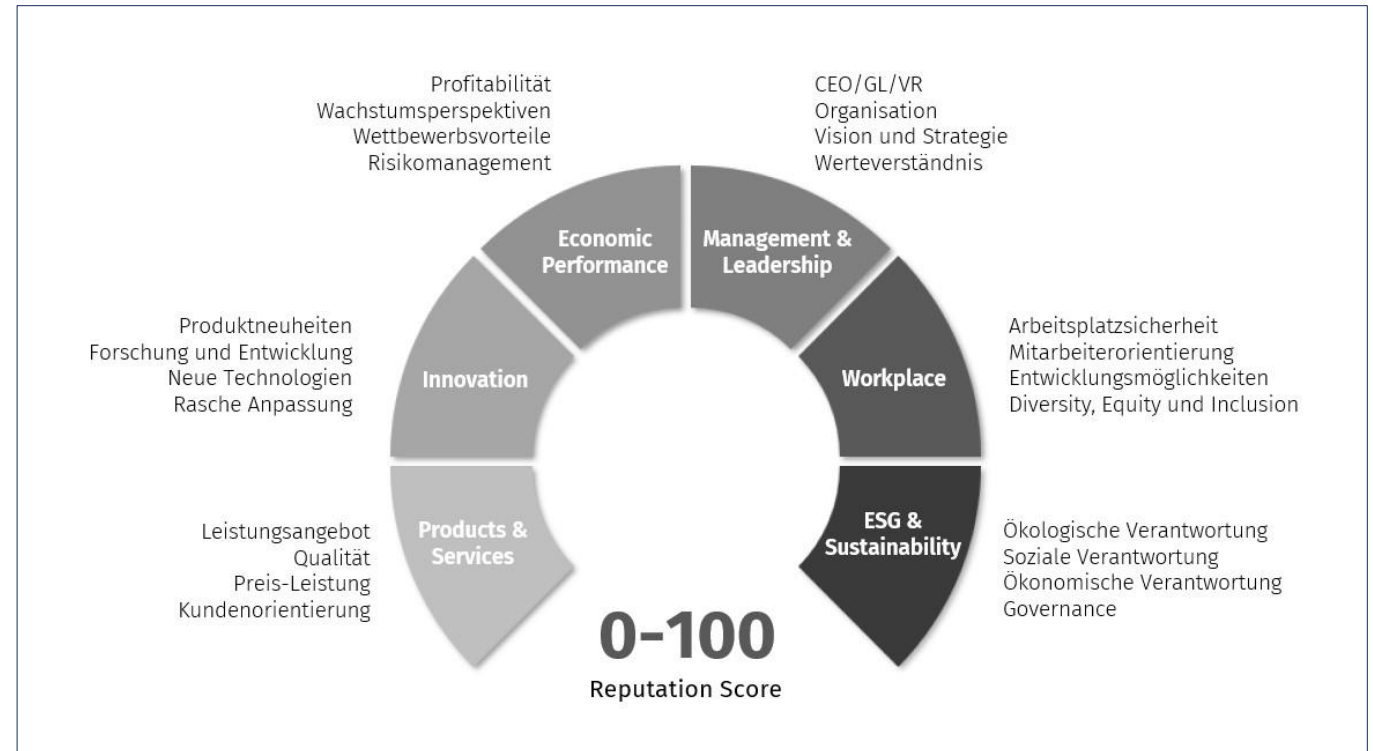 Profitabilität
Wachstumsperspektiven
Wettbewerbsvorteile
Risikomanagement
CEO/GL/VR
Organisation
Vision und Strategie
Werteverständnis
Economic
Performance
Management &
Leadership
Produktneuheiten
Forschung und Entwicklung
Neue Technologien
Rasche Anpassung
Innovation
Workplace
Arbeitsplatzsicherheit
Mitarbeiterorientierung
Entwicklungsmöglichkeiten
Diversity, Equity und Inclusion
Leistungsangebot
Qualität
Preis-Leistung
Kundenorientierung
Products &
Services
ESG &
Sustainability
Ökologische Verantwortung
Soziale Verantwortung
Ökonomische Verantwortung
Governance
0-100
Reputation Score